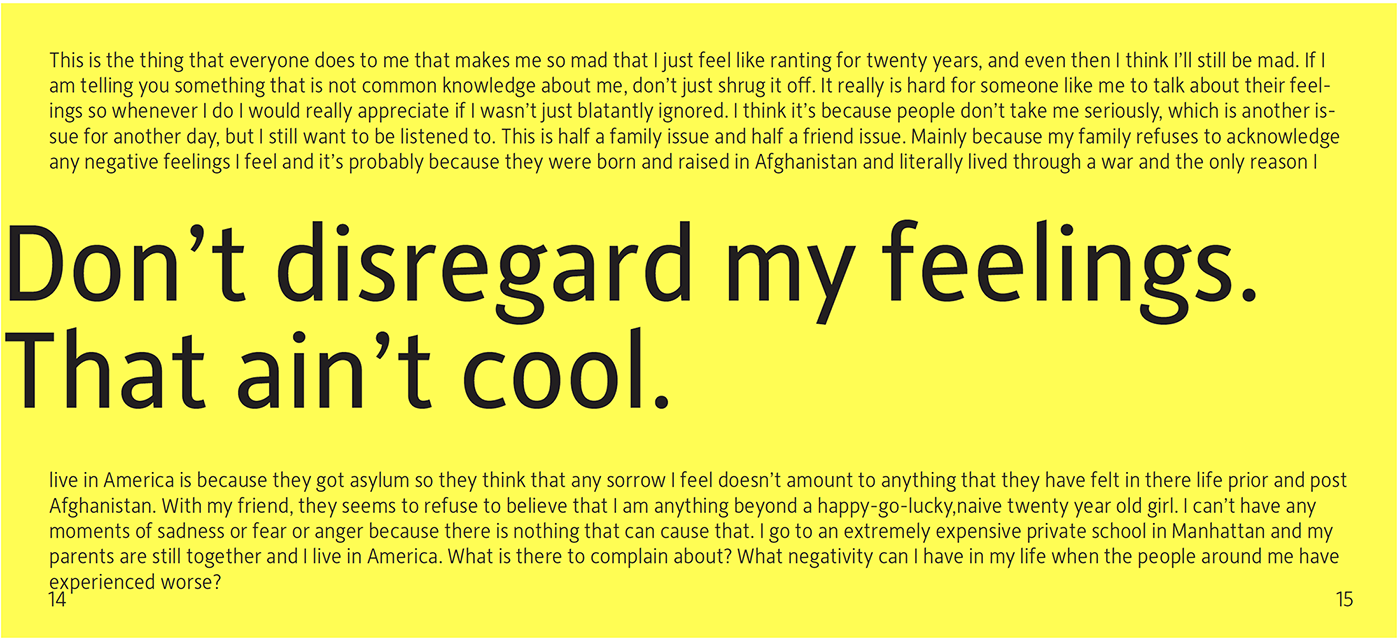 This is the thing that everyone does to me that makes me so mad that I just feel like ranting for twenty years, and even then I think I’ll still be mad. If I
am telling you something that is not common knowledge about me, don’t just shrug it off. It really is hard for someone like me to talk about their feel-
ings so whenever I do I would really appreciate if I wasn’t just blatantly ignored. I think it’s because people don’t take me seriously, which is another is-
sue for another day, but I still want to be listened to. This is half a family issue and half a friend issue. Mainly because my family refuses to acknowledge
any negative feelings I feel and it’s probably because they were born and raised in Afghanistan and literally lived through a war and the only reason I
Don’t disregard my feelings.
That ain’t cool.
live in America is because they got asylum so they think that any sorrow I feel doesn’t amount to anything that they have felt in there life prior and post
Afghanistan. With my friend, they seems to refuse to believe that I am anything beyond a happy-go-lucky,naive twenty year old girl. I can’t have any
moments of sadness or fear or anger because there is nothing that can cause that. I go to an extremely expensive private school in Manhattan and my
parents are still together and I live in America. What is there to complain about? What negativity can I have in my life when the people around me have
experienced worse?
14
15